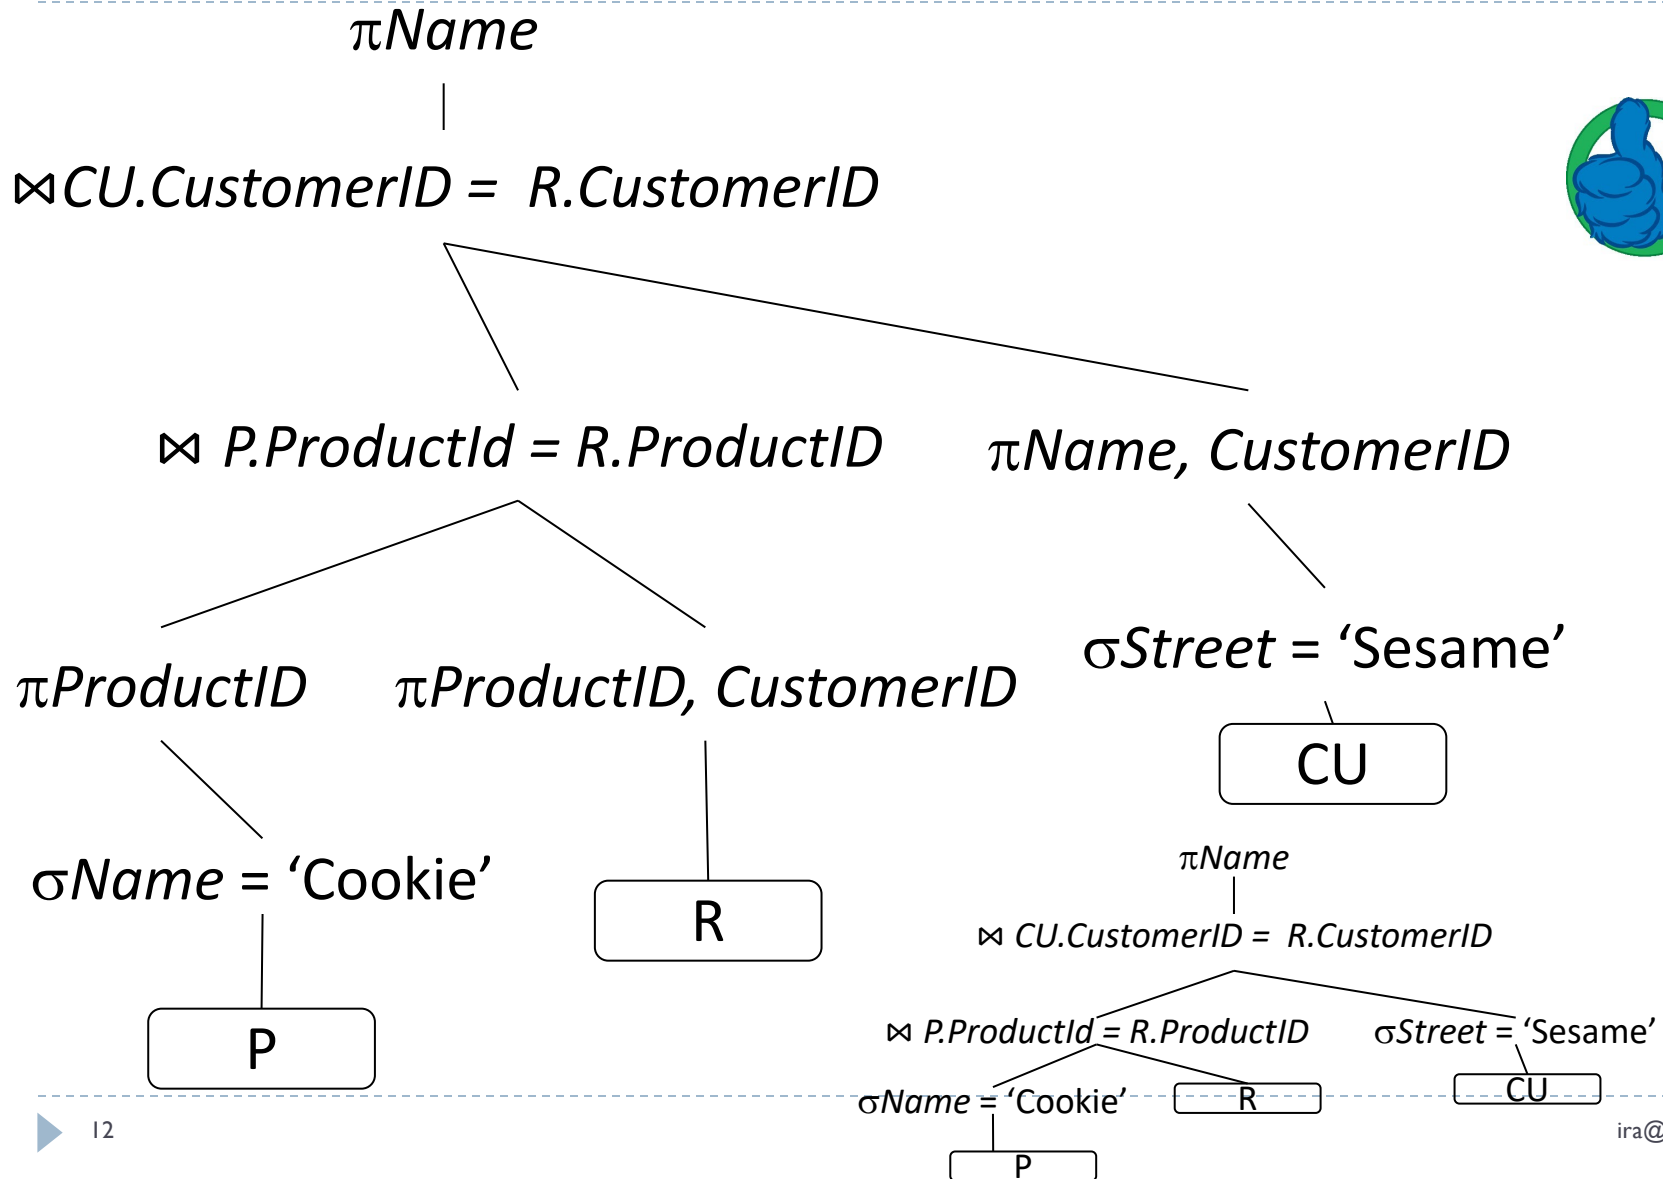 πName
⋈CU.CustomerID = R.CustomerID
⋈ P.ProductId = R.ProductID
πName, CustomerID
πProductID
πProductID, CustomerID
σStreet = ‘Sesame’
CU
σName = ‘Cookie’
R
P
πName
⋈ CU.CustomerID = R.CustomerID
⋈ P.ProductId = R.ProductID
σStreet = ‘Sesame’
σName = ‘Cookie’
R
CU
P
12
ira@